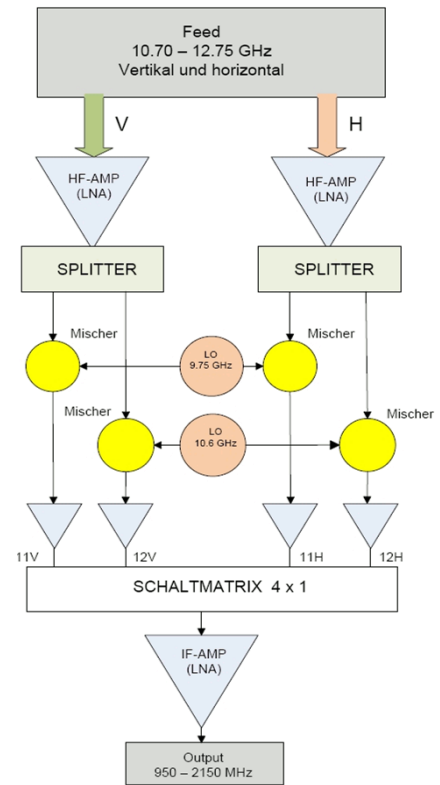 Feed
10.70 – 12.75 GHz
Vertikal und horizontal
V
H
HF-AMP
(LNA)
HF-AMP
(LNA)
SPLITTER
SPLITTER
Mischer
LO
9.75 GHz
Mischer
Mischer
LO
10.6 GHz
Mischer
11V
12V
11H
12H
SCHALTMATRIX 4 x 1
IF-AMP
(LNA)
Output
950 – 2150 MHz